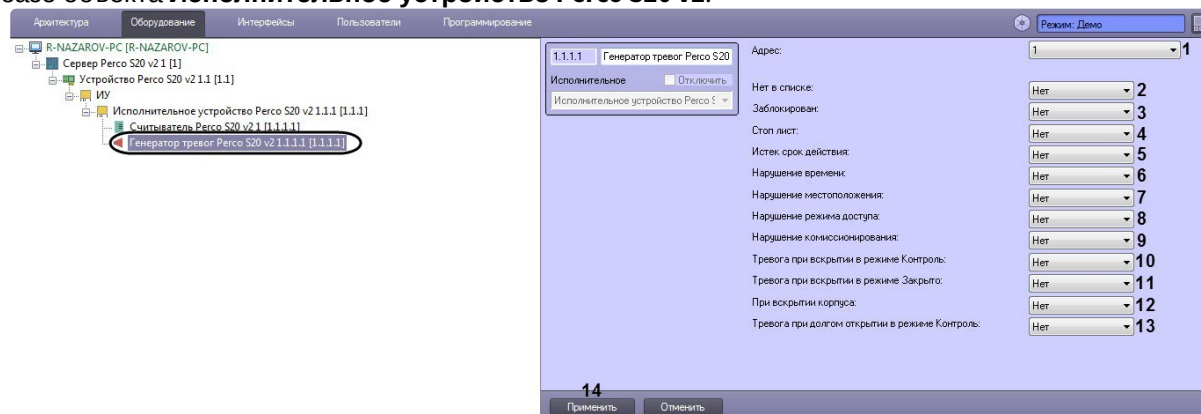 базе объекта Исполнительное устройство Perco S20 v2.
Архитектура Оборудование Интерфейсы Пользователи Программирование Режим: Демо
R-NAZAROV-PC [R-NAZAROV-PC]
Сервер Perco S20 v2 1 [1]
Устройство Perco S20 v2 1.1 [1.1]
ИУ
Исполнительное устройство Perco S20 v2 1.1.1 [1.1.1]
Считыватель Perco S20 v2 1 [1.1.1.1]
Генератор тревог Perco S20 v2 1.1.1.1 [1.1.1.1]
1.1.1.1 Генератор тревог Perco S20
Исполнительное Отключить
Исполнительное устройство Perco S
Адрес: 1 1
Нет в списке: Нет 2
Заблокирован: Нет 3
Стоп лист: Нет 4
Истек срок действия: Нет 5
Нарушение времени: Нет 6
Нарушение местоположения: Нет 7
Нарушение режима доступа: Нет 8
Нарушение комиссионирования: Нет 9
Тревога при вскрытии в режиме Контроль: Нет 10
Тревога при вскрытии в режиме Закрыто: Нет 11
При вскрытии корпуса: Нет 12
Тревога при долгом открытии в режиме Контроль: Нет 13
14
Применить Отменить